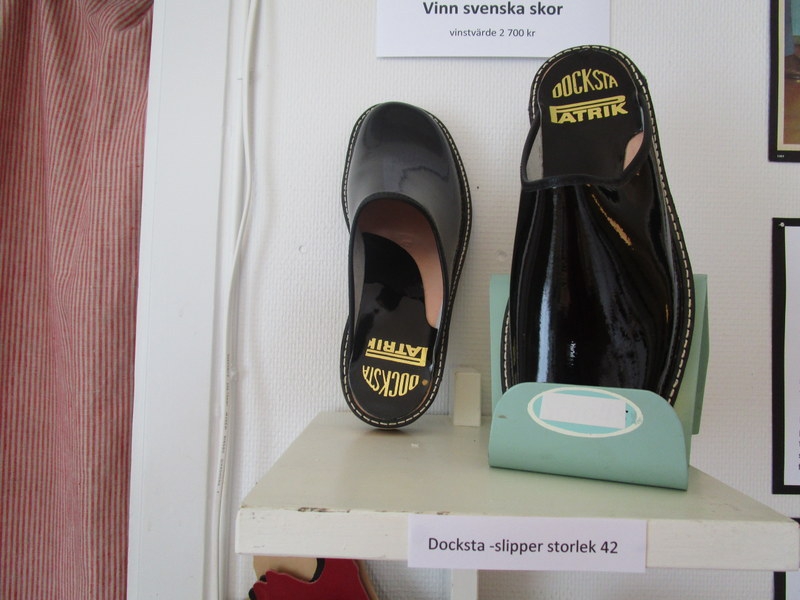 Vinn svenska skor
vinstvärde 2 700 kr
DOCKSTA
PATRIK
PATRIK
DOCKSTA
Docksta -slipper storlek 42